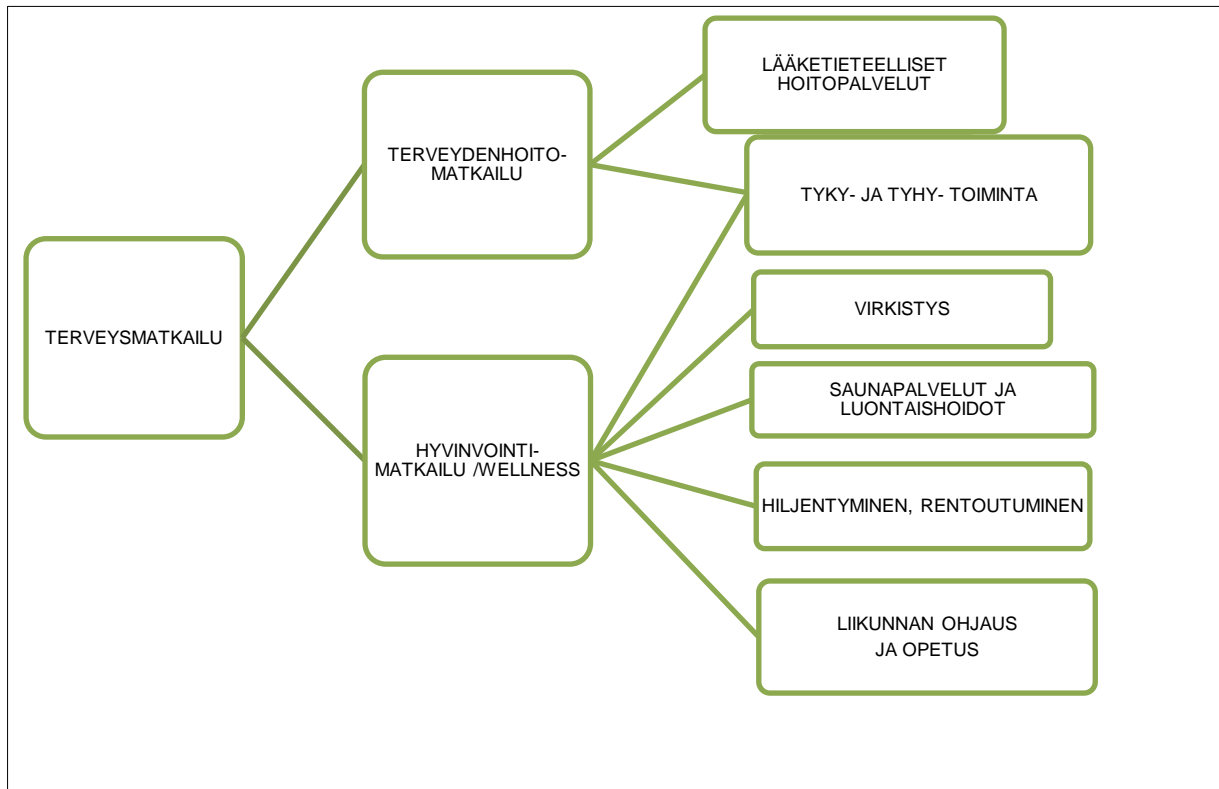 TERVEYSMATKAILU
TERVEYDENHOITO-
MATKAILU
HYVINVOINTI-
MATKAILU /WELLNESS
LÄÄKETIETEELLISET
HOITOPALVELUT
TYKY- JA TYHY- TOIMINTA
VIRKISTYS
SAUNAPALVELUT JA
LUONTAISHOIDOT
HILJENTYMINEN, RENTOUTUMINEN
LIIKUNNAN OHJAUS
JA OPETUS